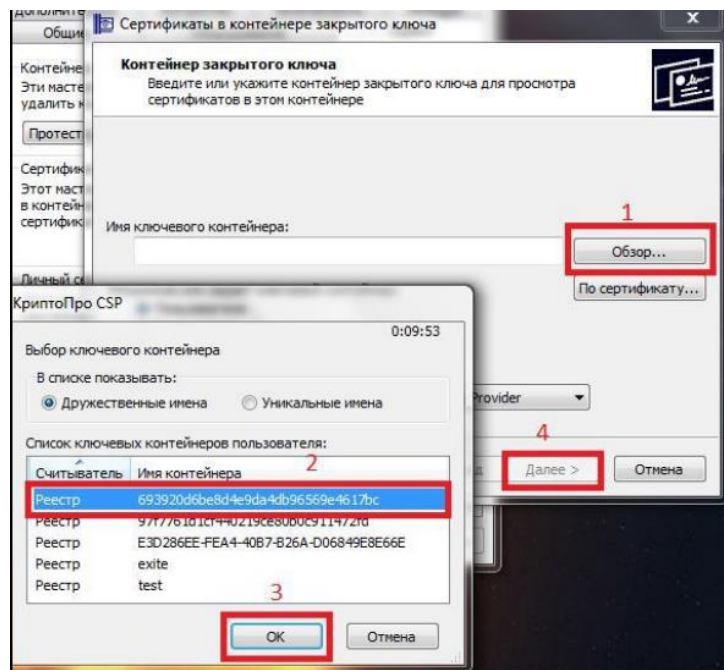 Общие
Сертификаты в контейнере закрытого ключа
x
Контейне
Эти масте
удалить к
Протест
Контейнер закрытого ключа
Введите или укажите контейнер закрытого ключа для просмотра
сертификатов в этом контейнере
Сертифик
Этот маст
в контейн
сертифик
1
Имя ключевого контейнера:
Обзор...
По сертификату...
Личный се
КриптоПро CSP
0:09:53
Выбор ключевого контейнера
В списке показывать:
Дружественные имена
Уникальные имена
Provider
Список ключевых контейнеров пользователя:
4
Далее >
Отмена
Считыватель Имя контейнера
2
Реестр 693920d6be8d4e9da4db96569e4617bc
Реестр 97f7761d1cf440219ce80b0c911472fd
Реестр E3D286EE-FEA4-40B7-B26A-D06849E8E66E
Реестр exite
Реестр test
3
OK
Отмена